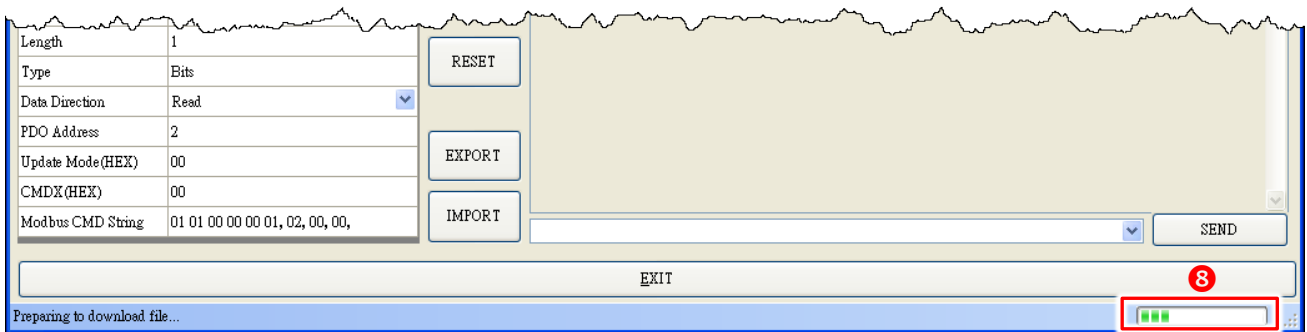 Length 1
Type Bits
Data Direction Read
PDO Address 2
Update Mode(HEX) 00
CMDX(HEX) 00
Modbus CMD String 01 01 00 00 00 01, 02, 00, 00,
RESET
EXPORT
IMPORT
SEND
EXIT
8
Preparing to download file...